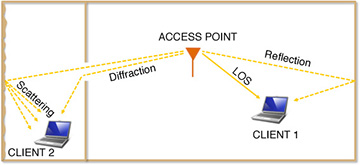 ACCESS POINT
Reflection
Diffraction
LOS
Scattering
CLIENT 1
CLIENT 2